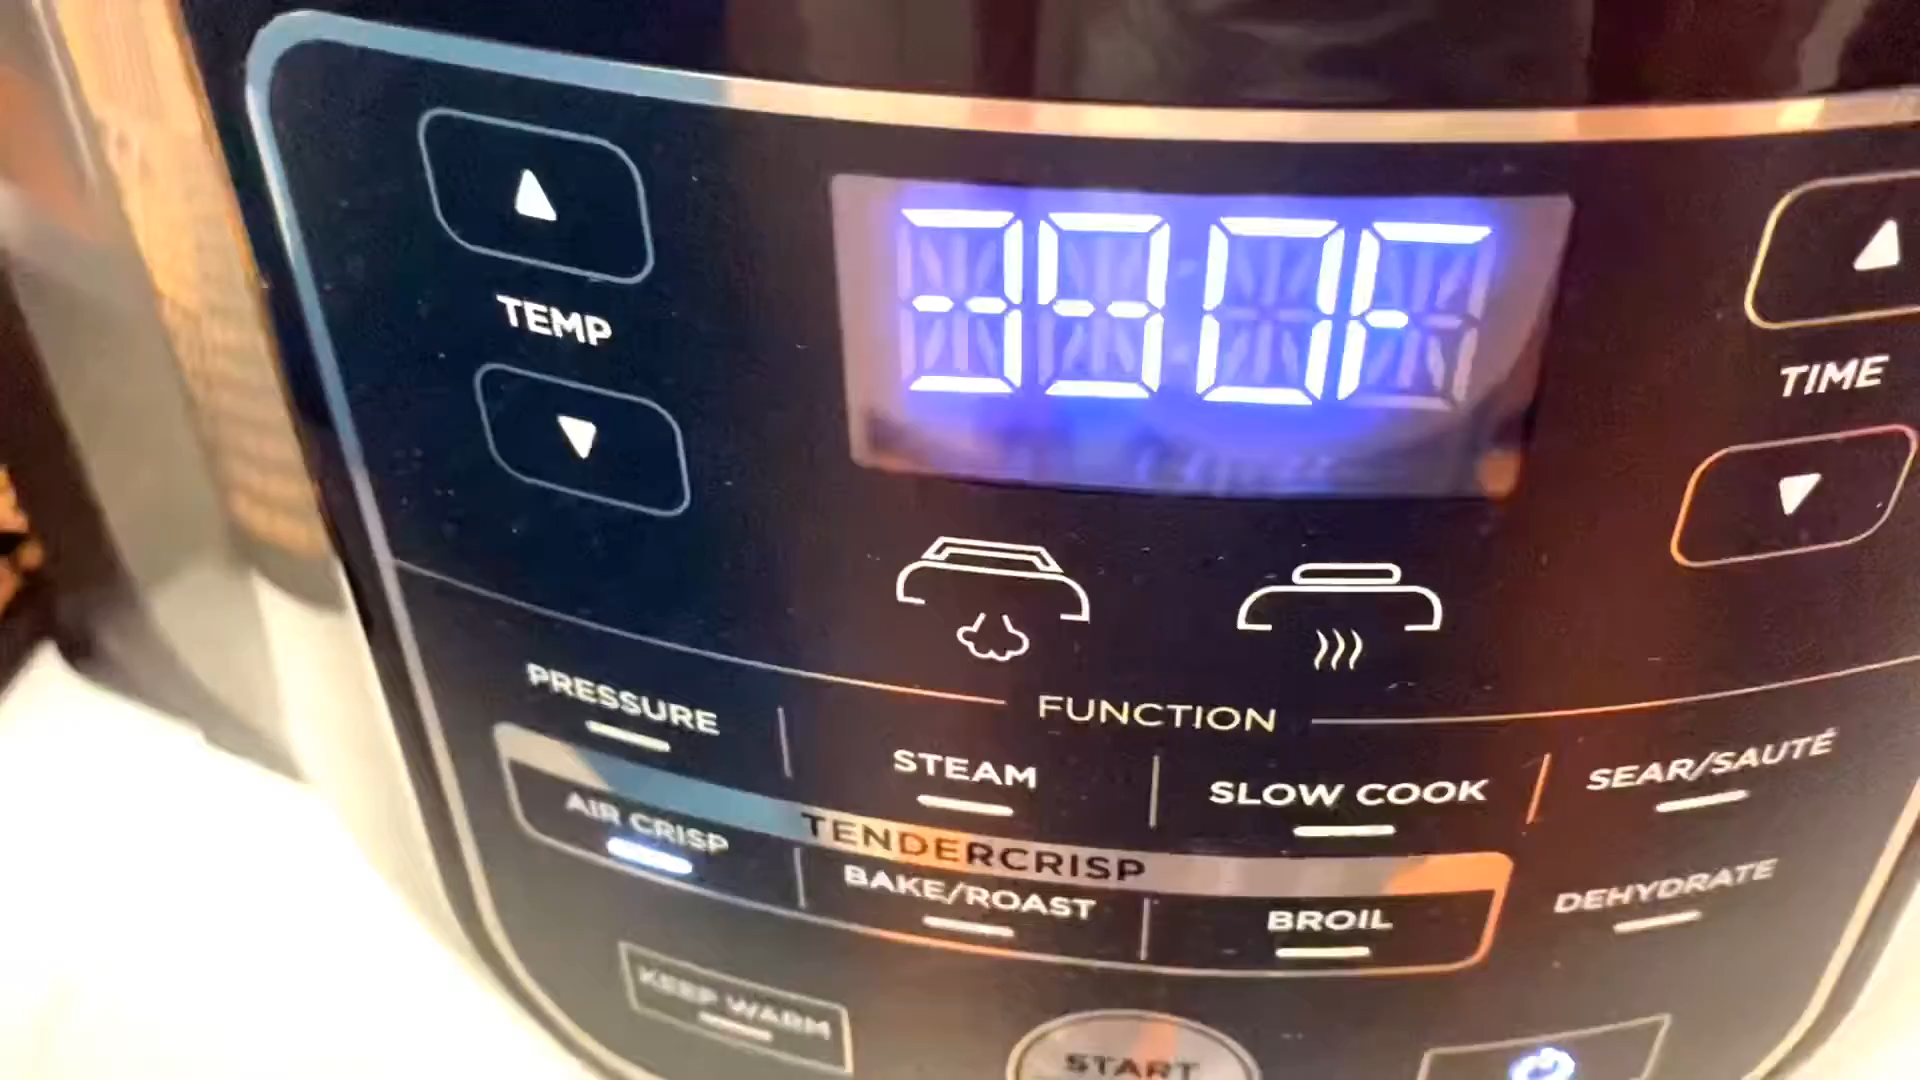 390F
TEMP
TIME
FUNCTION
PRESSURE
STEAM
SLOW COOK
SEAR/SAUTÉ
TENDERCRISP
AIR CRISP
BAKE/ROAST
BROIL
DEHYDRATE
KEEP WARM
START